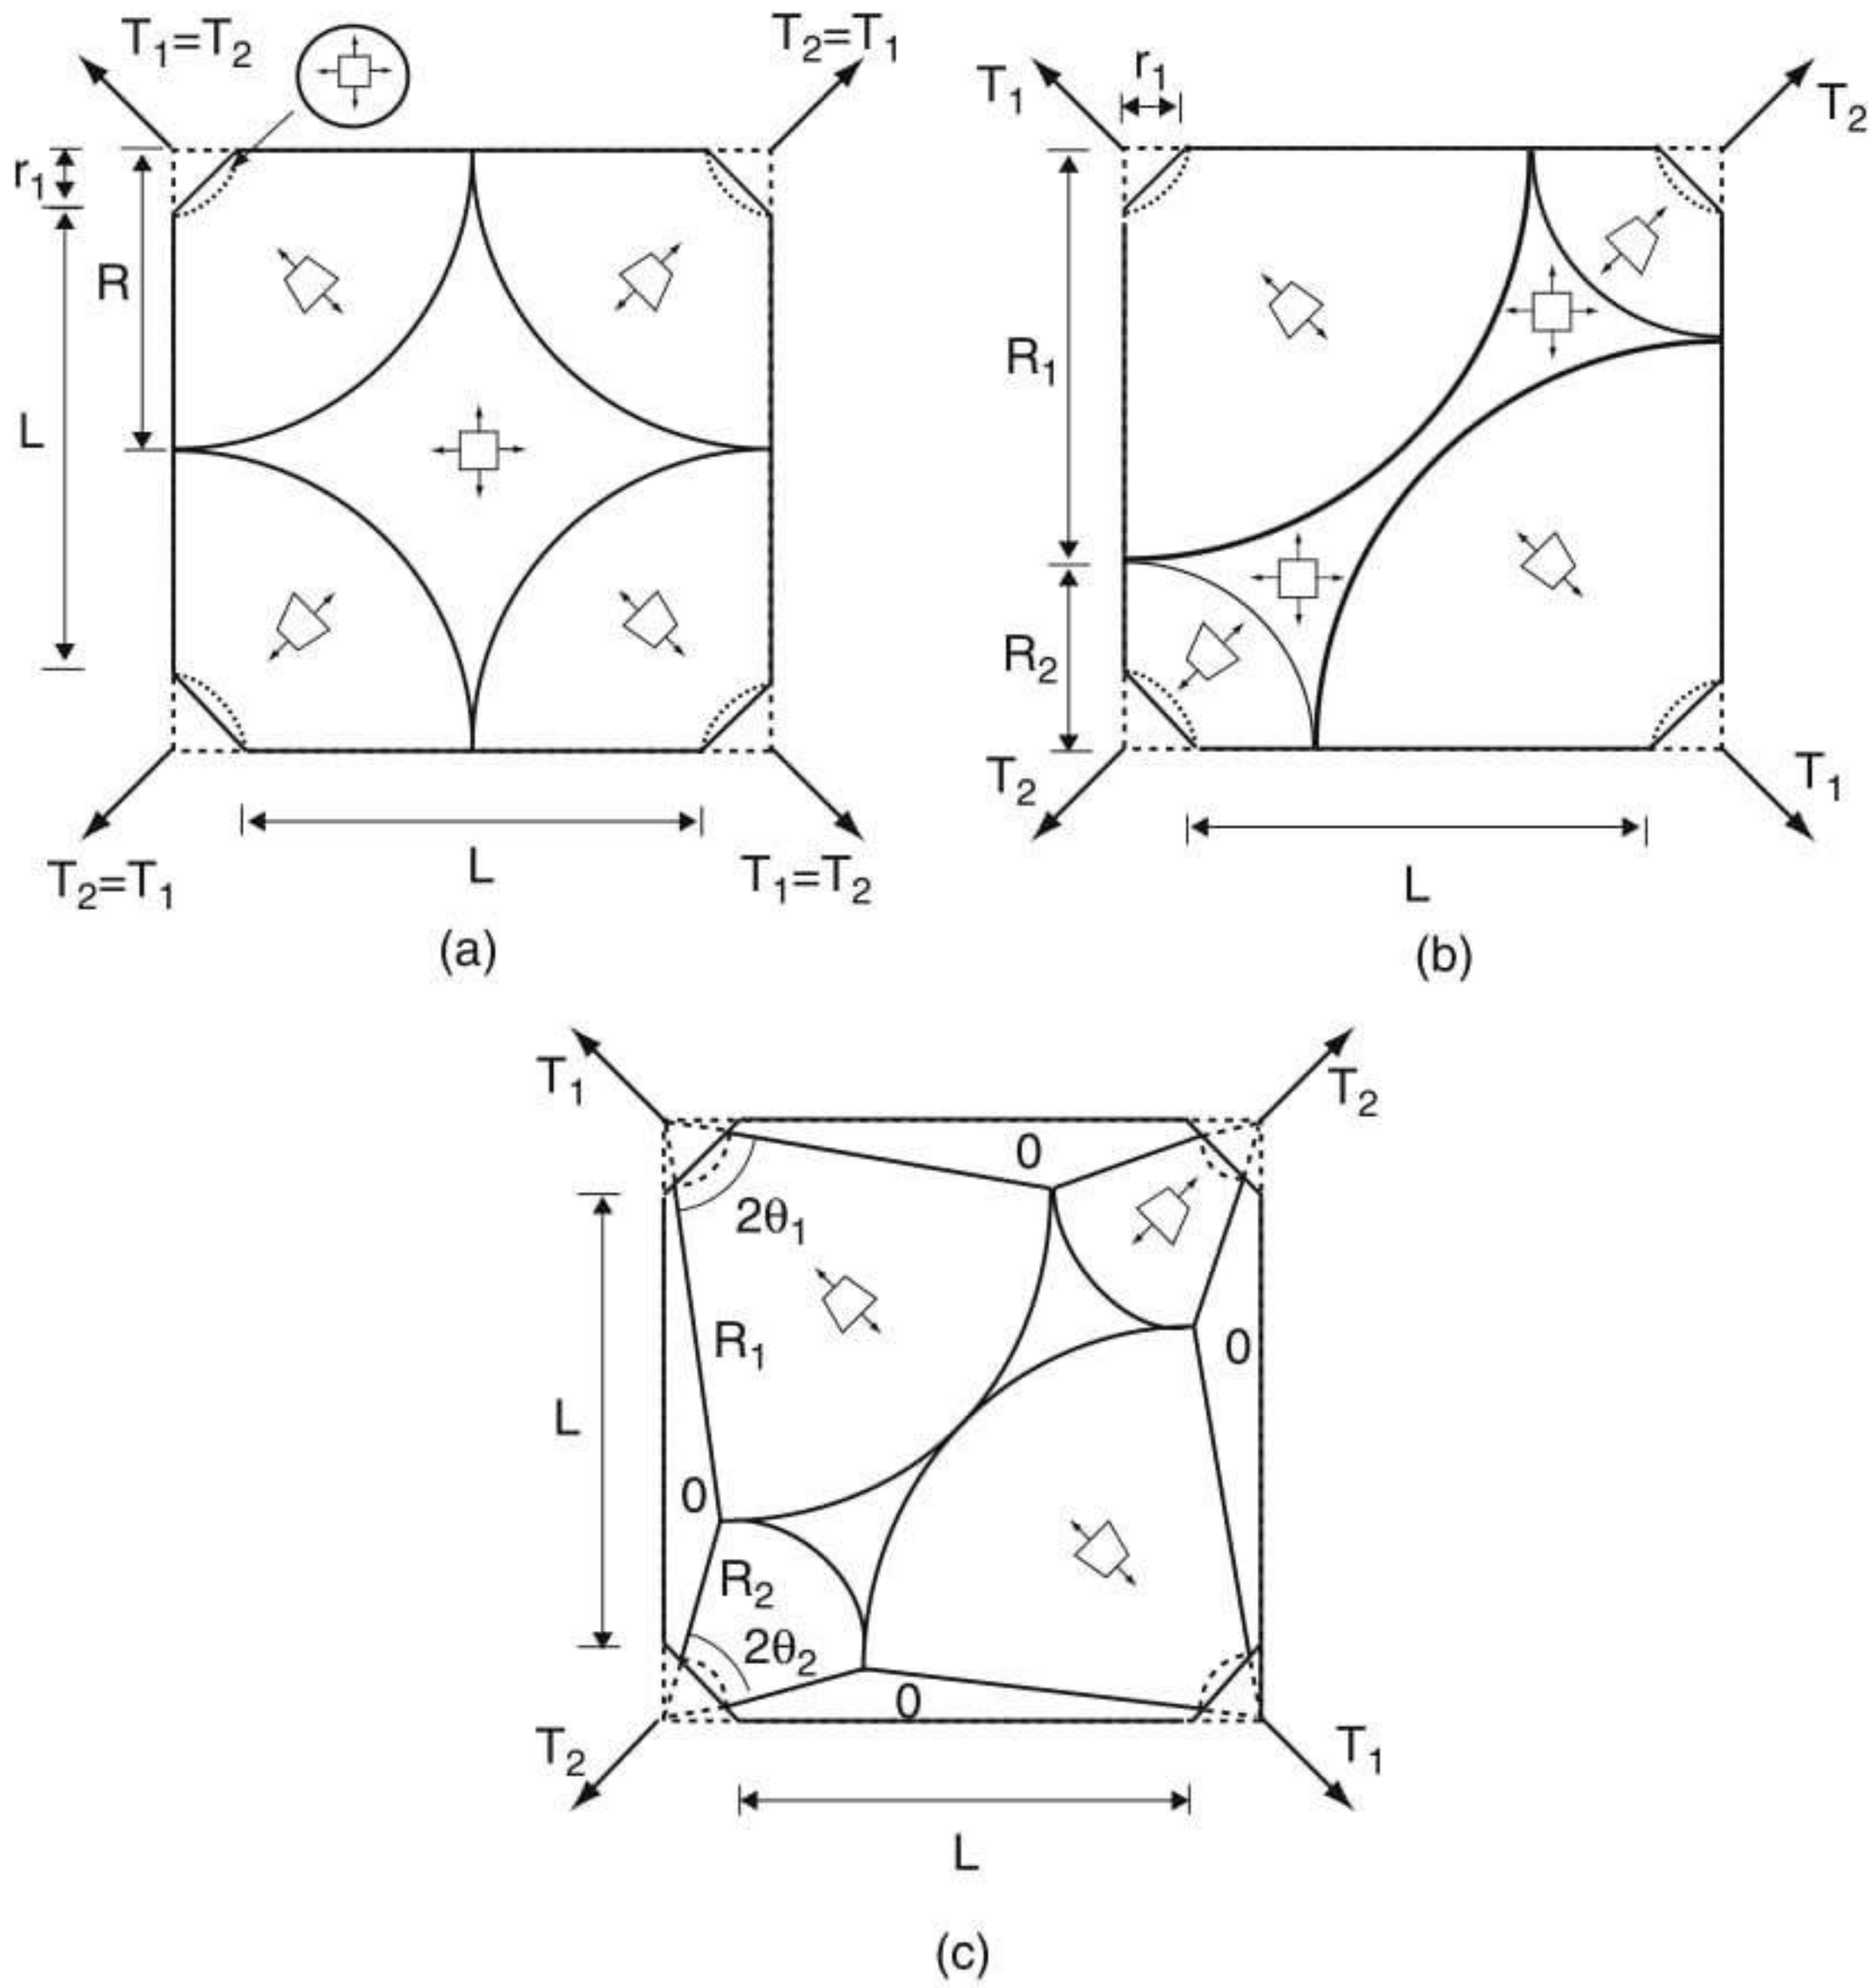 T₁=T₂
T₂=T₁
r₁
R
L
T₂=T₁
L
T₁=T₂
(a)
T₁
r₁
T₂
R₁
R₂
T₂
T₁
L
(b)
T₁
T₂
0
2θ₁
R₁
0
L
0
R₂
2θ₂
0
T₂
T₁
L
(c)